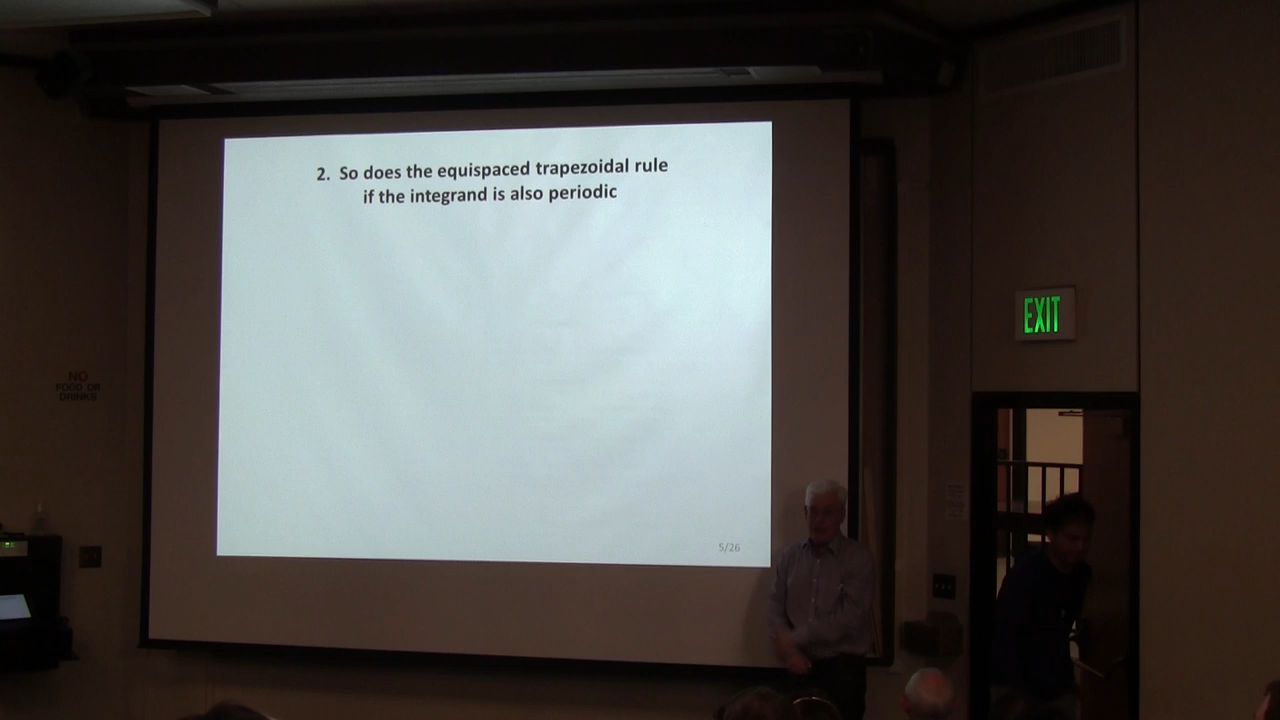 2. So does the equispaced trapezoidal rule
if the integrand is also periodic
5/26
EXIT
NO
FOOD OR
DRINKS